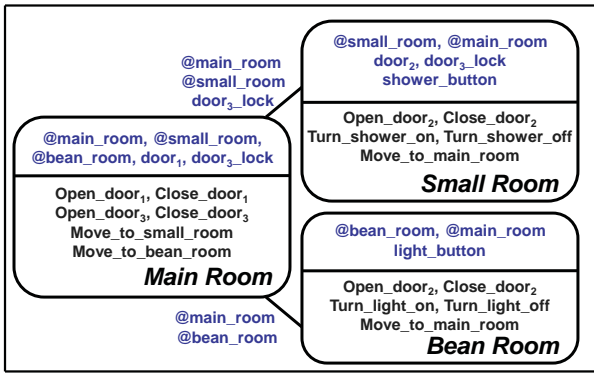 @main_room
@small_room
door₃_lock
@main_room, @small_room,
@bean_room, door₁, door₃_lock
Open_door₁, Close_door₁
Open_door₃, Close_door₃
Move_to_small_room
Move_to_bean_room
Main Room
@main_room
@bean_room
@small_room, @main_room
door₂, door₃_lock
shower_button
Open_door₂, Close_door₂
Turn_shower_on, Turn_shower_off
Move_to_main_room
Small Room
@bean_room, @main_room
light_button
Open_door₂, Close_door₂
Turn_light_on, Turn_light_off
Move_to_main_room
Bean Room